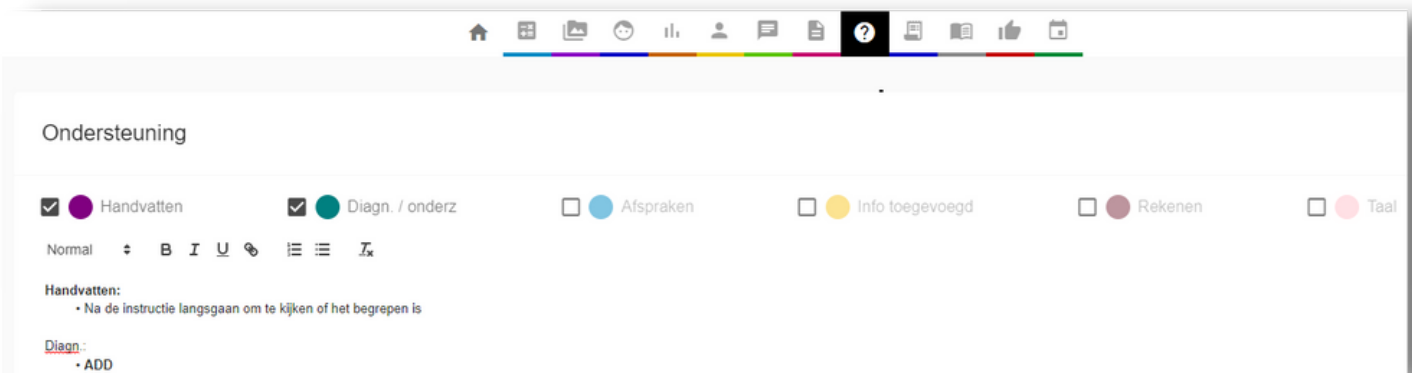 Ondersteuning
Handvatten Diagn. / onderz Afspraken Info toegevoegd Rekenen Taal
Normal B I U Tx
Handvatten:
• Na de instructie langsgaan om te kijken of het begrepen is
Diagn.:
• ADD